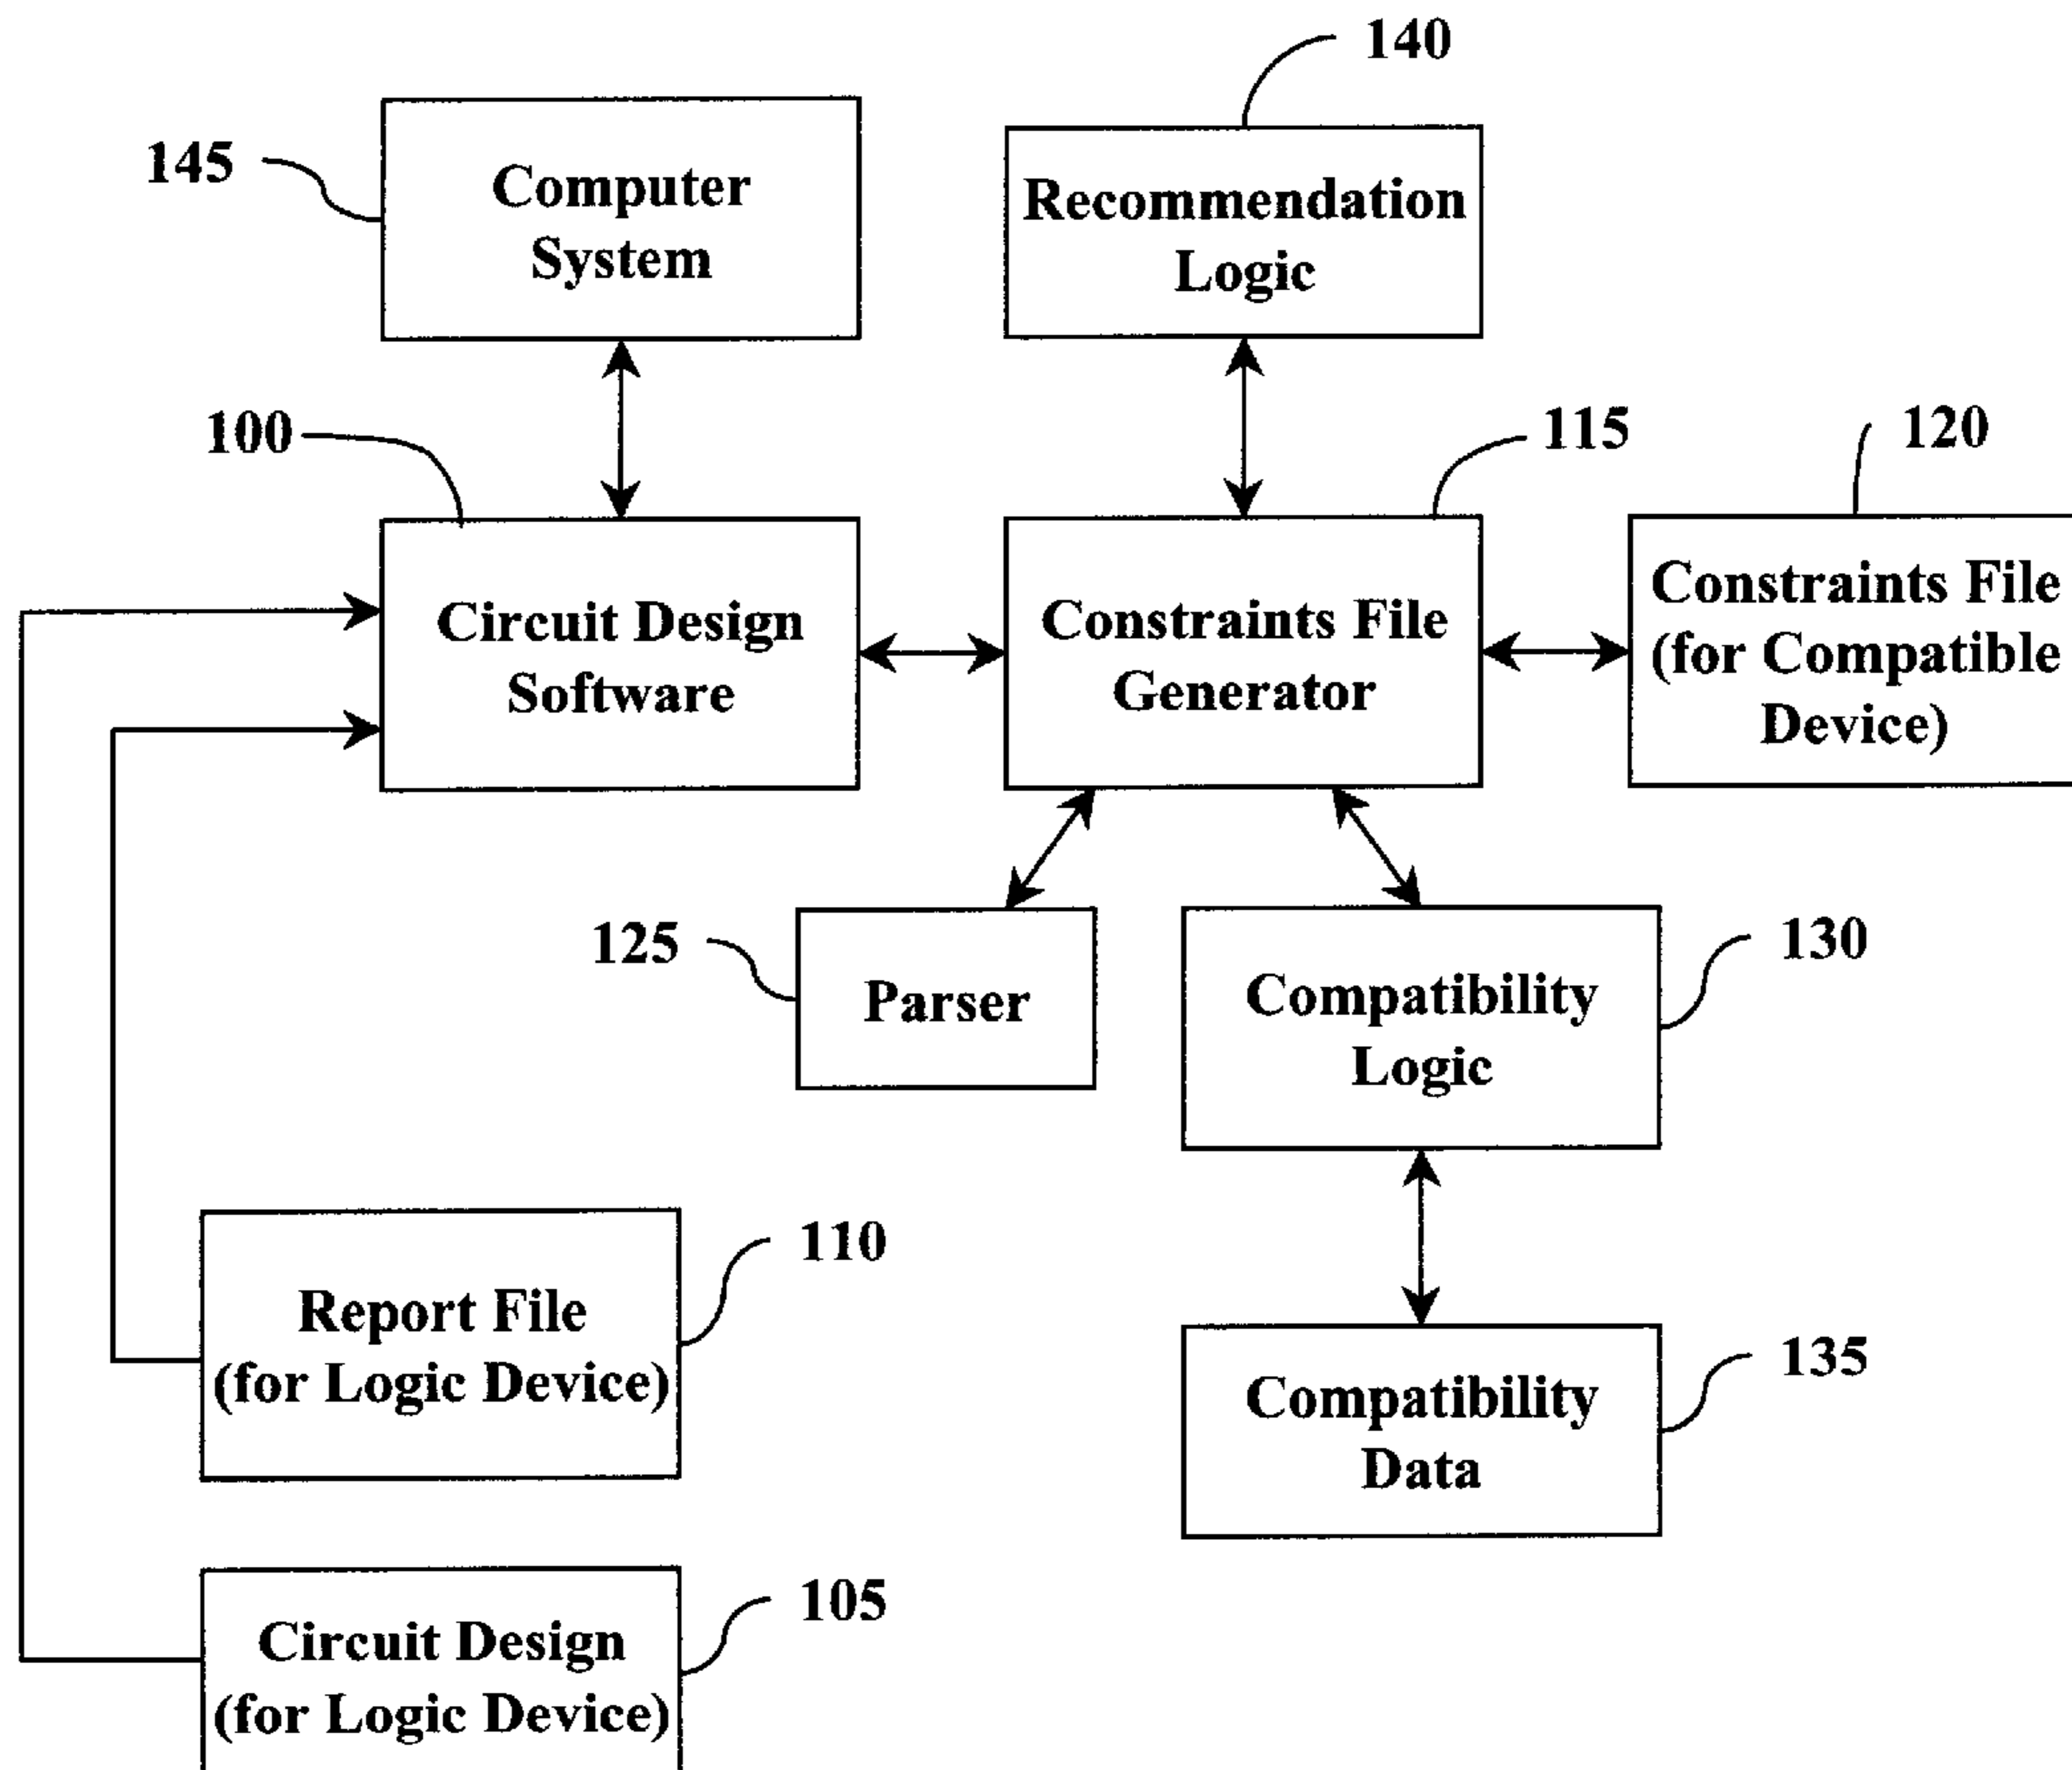 140
145
Computer
System
Recommendation
Logic
100
115
120
Circuit Design
Software
Constraints File
Generator
Constraints File
(for Compatible
Device)
125
Parser
130
Compatibility
Logic
110
Report File
(for Logic Device)
135
Compatibility
Data
105
Circuit Design
(for Logic Device)